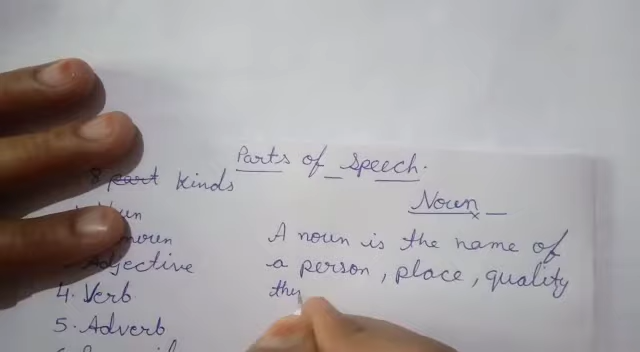 Parts of Speech.
8 part kinds
Noun
Adjective
4. Verb
5. Adverb
Noun
A noun is the name of
a person, place, quality